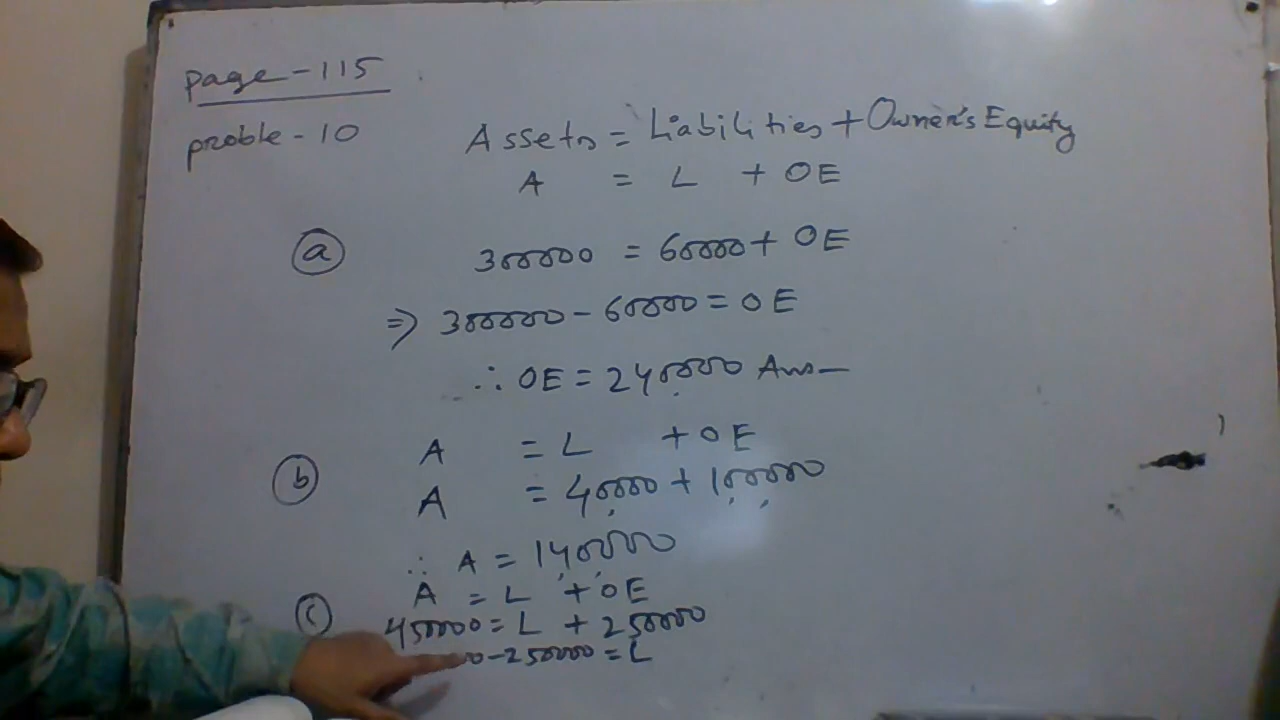 page-115
proble-10
Assets = Liabilities + Owner's Equity
A = L + OE
(a) 300000 = 60000 + OE
⇒ 300000 - 60000 = OE
∴ OE = 240000 Ans-
A = L + OE
(b) A = 40000 + 100000
∴ A = 140000
(c) A = L + OE
450000 = L + 250000
00-250000 = L